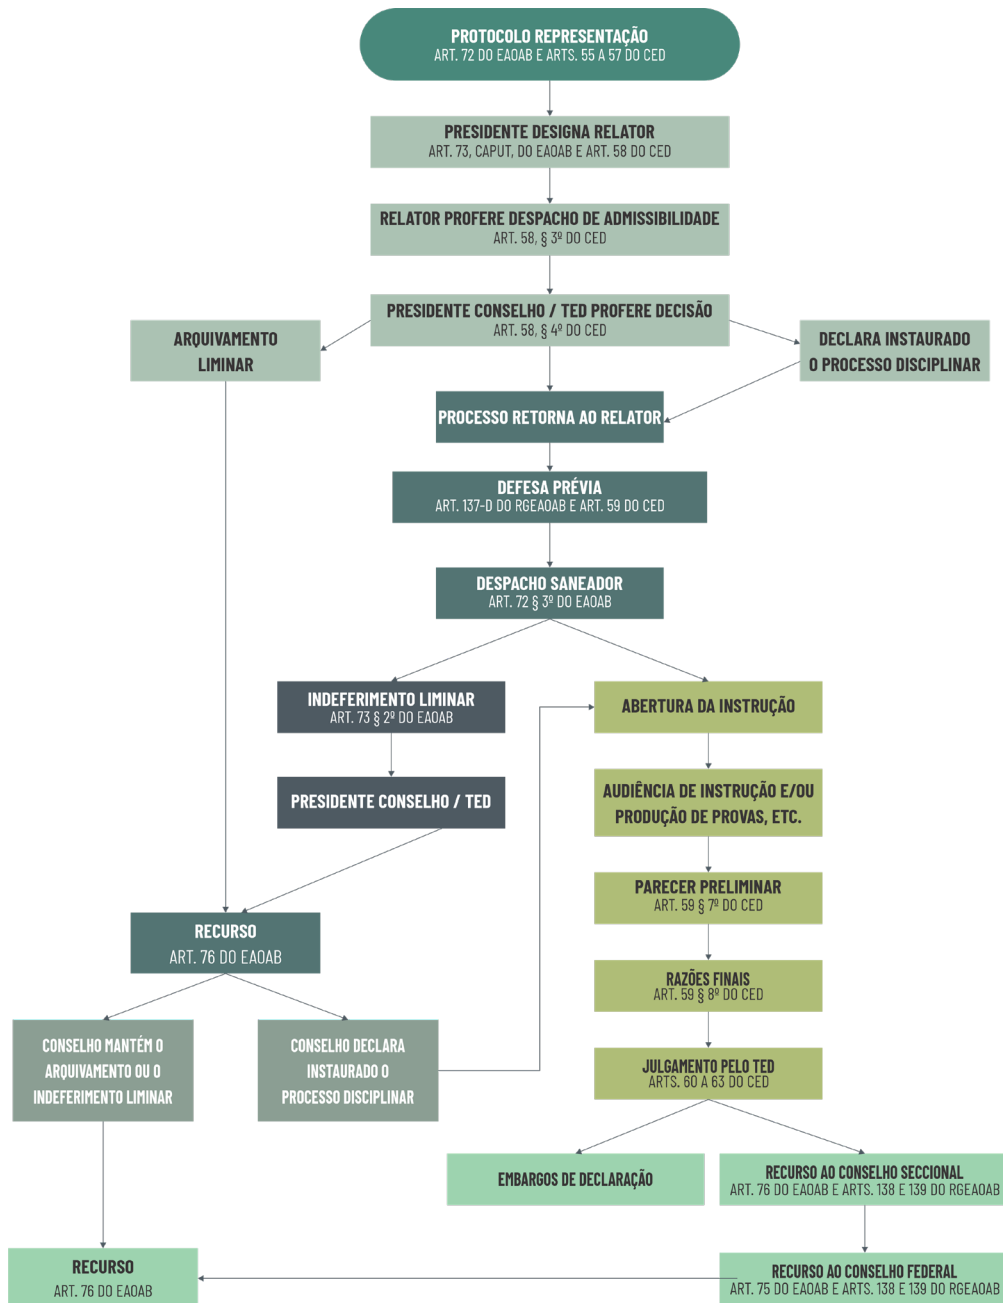 PROTOCOLO REPRESENTAÇÃO
ART. 72 DO EAOAB E ARTS. 55 A 57 DO CED
PRESIDENTE DESIGNA RELATOR
ART. 73, CAPUT, DO EAOAB E ART. 58 DO CED
RELATOR PROFERE DESPACHO DE ADMISSIBILIDADE
ART. 58, § 3º DO CED
PRESIDENTE CONSELHO / TED PROFERE DECISÃO
ART. 58, § 4º DO CED
ARQUIVAMENTO
LIMINAR
DECLARA INSTAURADO
O PROCESSO DISCIPLINAR
PROCESSO RETORNA AO RELATOR
DEFESA PRÉVIA
ART. 137-D DO RGEAOAB E ART. 59 DO CED
DESPACHO SANEADOR
ART. 72 § 3º DO EAOAB
INDEFERIMENTO LIMINAR
ART. 73 § 2º DO EAOAB
ABERTURA DA INSTRUÇÃO
PRESIDENTE CONSELHO / TED
AUDIÊNCIA DE INSTRUÇÃO E/OU
PRODUÇÃO DE PROVAS, ETC.
PARECER PRELIMINAR
ART. 59 § 7º DO CED
RECURSO
ART. 76 DO EAOAB
RAZÕES FINAIS
ART. 59 § 8º DO CED
CONSELHO MANTÉM O
ARQUIVAMENTO OU O
INDEFERIMENTO LIMINAR
CONSELHO DECLARA
INSTAURADO O
PROCESSO DISCIPLINAR
JULGAMENTO PELO TED
ARTS. 60 A 63 DO CED
EMBARGOS DE DECLARAÇÃO
RECURSO AO CONSELHO SECCIONAL
ART. 76 DO EAOAB E ARTS. 138 E 139 DO RGEAOAB
RECURSO
ART. 76 DO EAOAB
RECURSO AO CONSELHO FEDERAL
ART. 75 DO EAOAB E ARTS. 138 E 139 DO RGEAOAB